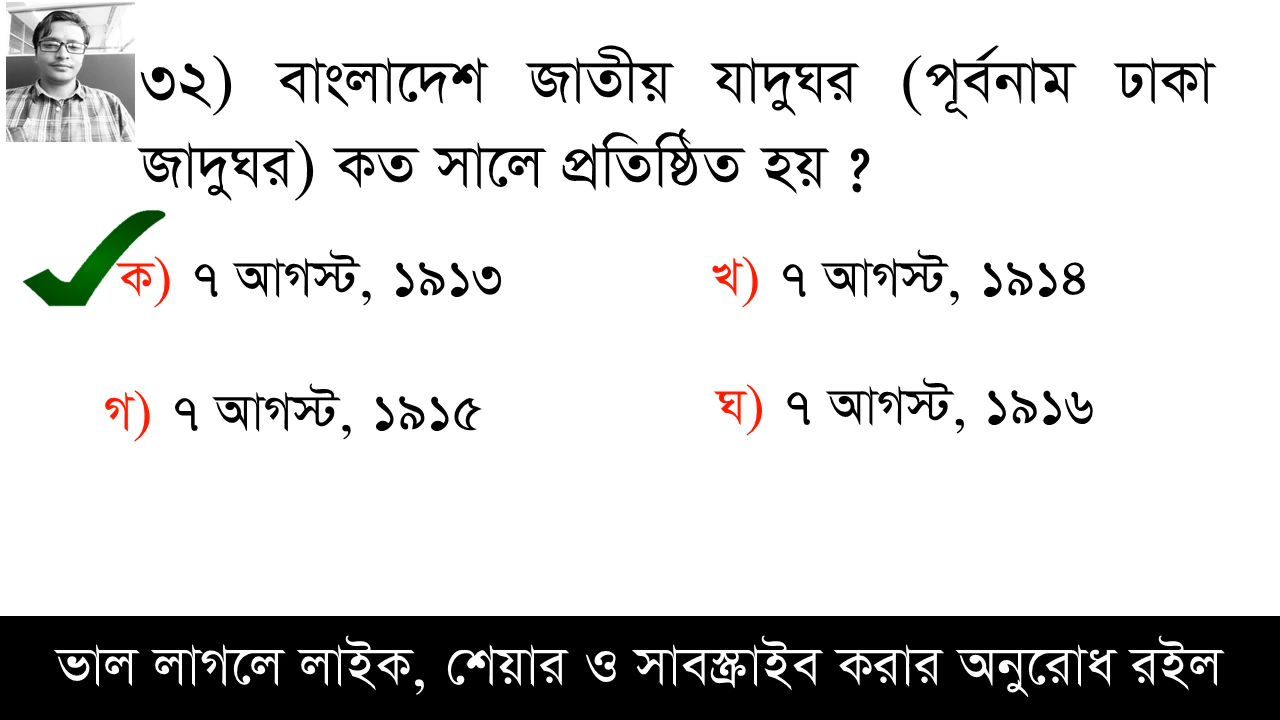 ৩২) বাংলাদেশ জাতীয় যাদুঘর (পূর্বনাম ঢাকা
জাদুঘর) কত সালে প্রতিষ্ঠিত হয় ?
ক) ৭ আগস্ট, ১৯১৩
খ) ৭ আগস্ট, ১৯১৪
গ) ৭ আগস্ট, ১৯১৫
ঘ) ৭ আগস্ট, ১৯১৬
ভাল লাগলে লাইক, শেয়ার ও সাবস্ক্রাইব করার অনুরোধ রইল